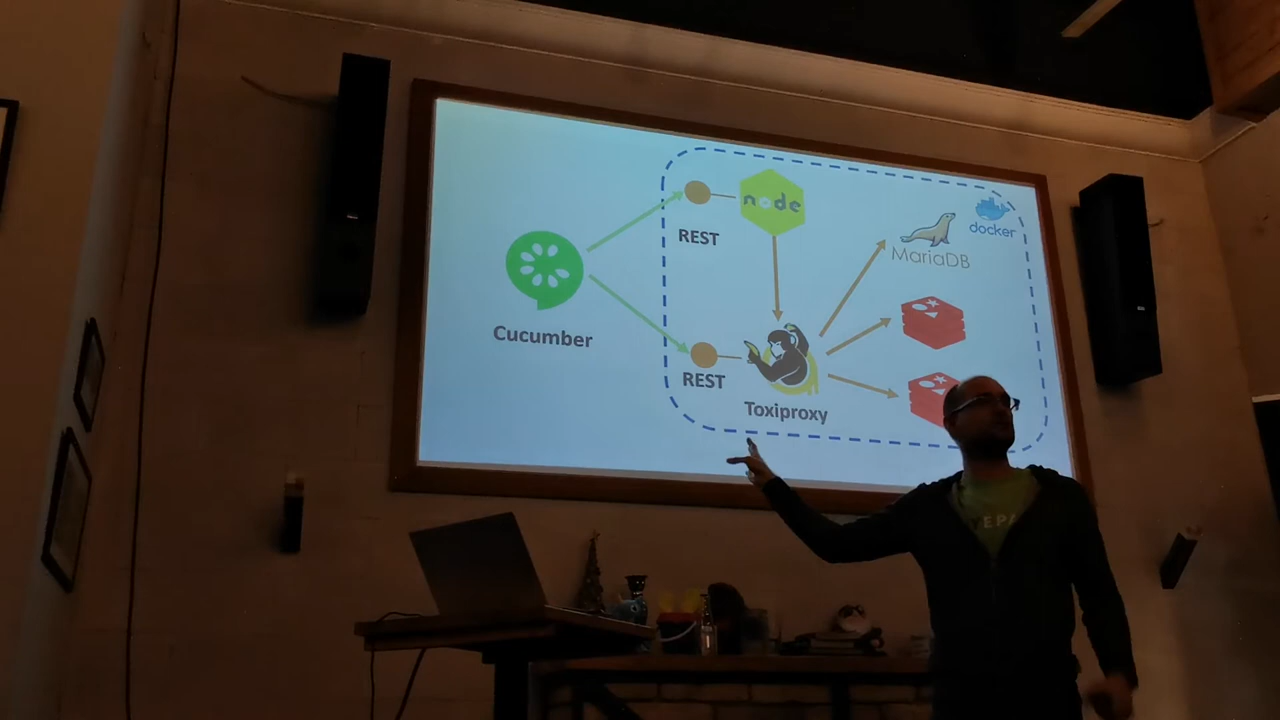 node
docker
REST
MariaDB
Cucumber
REST
Toxiproxy